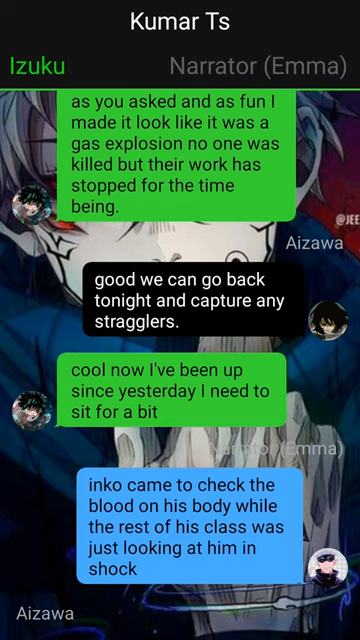 Kumar Ts
Izuku
Narrator (Emma)
as you asked and as fun I
made it look like it was a
gas explosion no one was
killed but their work has
stopped for the time
being.
@JEE
Aizawa
good we can go back
tonight and capture any
stragglers.
cool now I've been up
since yesterday I need to
sit for a bit
Narrator (Emma)
inko came to check the
blood on his body while
the rest of his class was
just looking at him in
shock
Aizawa